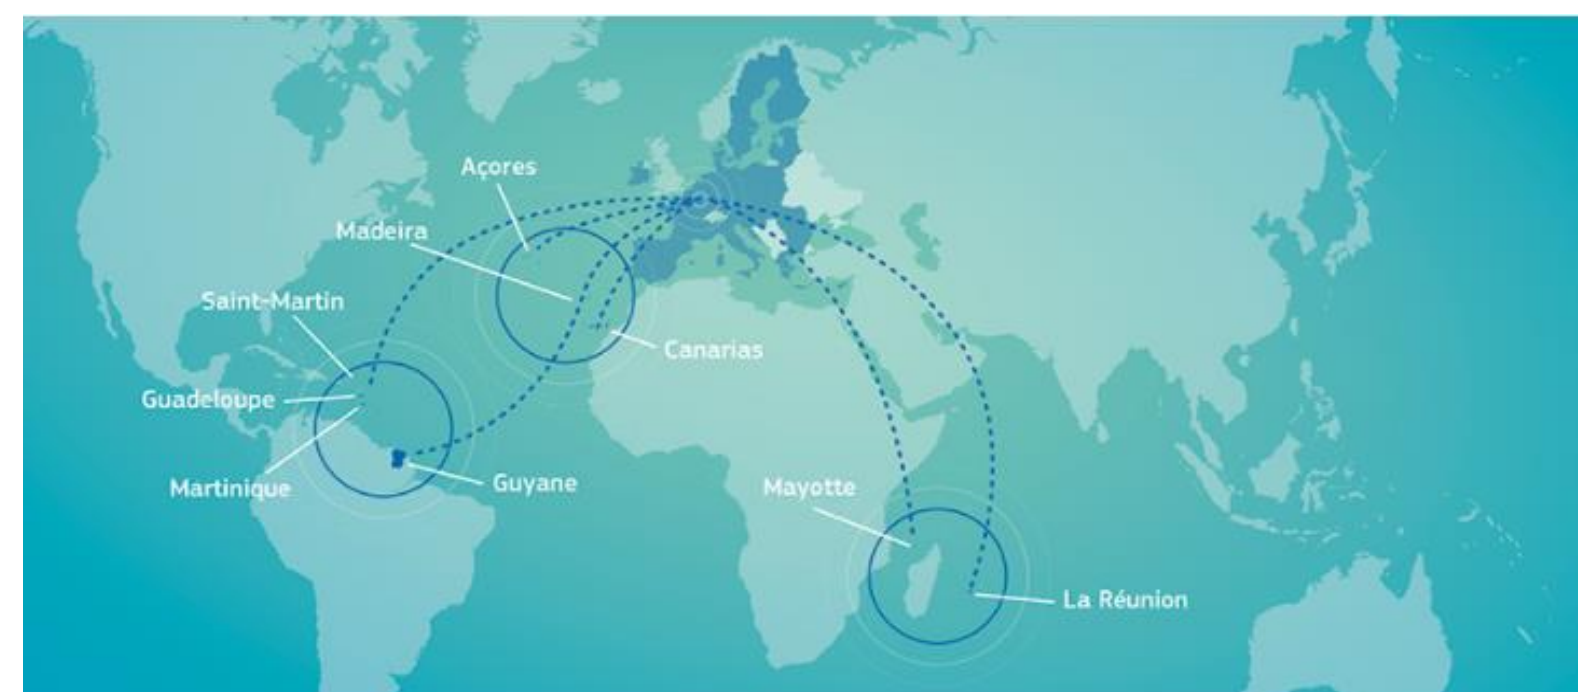 Açores
Madeira
Saint-Martin
Canarias
Guadeloupe
Martinique
Guyane
Mayotte
La Réunion